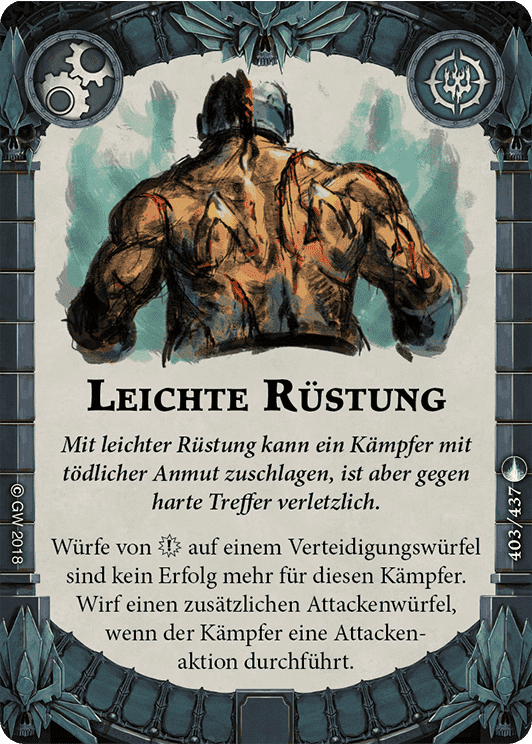 LEICHTE RÜSTUNG
Mit leichter Rüstung kann ein Kämpfer mit
tödlicher Anmut zuschlagen, ist aber gegen
harte Treffer verletzlich.
Würfe von auf einem Verteidigungswürfel
sind kein Erfolg mehr für diesen Kämpfer.
Wirf einen zusätzlichen Attackenwürfel,
wenn der Kämpfer eine Attacken-
aktion durchführt.
© GW 2018
403/437